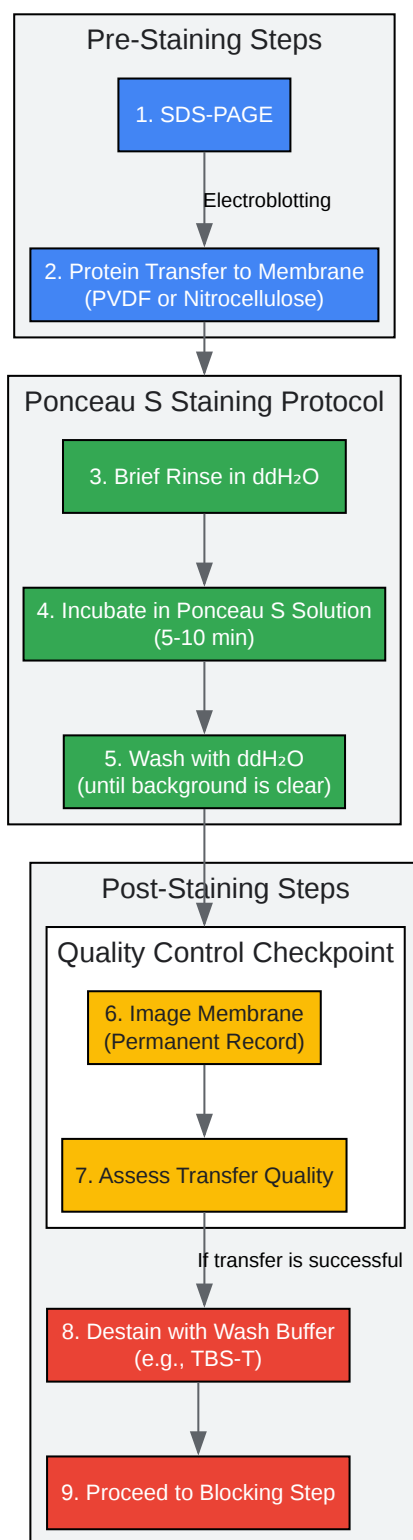 Pre-Staining Steps
1. SDS-PAGE
Electroblotting
2. Protein Transfer to Membrane
(PVDF or Nitrocellulose)
Ponceau S Staining Protocol
3. Brief Rinse in ddH₂O
4. Incubate in Ponceau S Solution
(5-10 min)
5. Wash with ddH₂O
(until background is clear)
Post-Staining Steps
Quality Control Checkpoint
6. Image Membrane
(Permanent Record)
7. Assess Transfer Quality
If transfer is successful
8. Destain with Wash Buffer
(e.g., TBS-T)
9. Proceed to Blocking Step